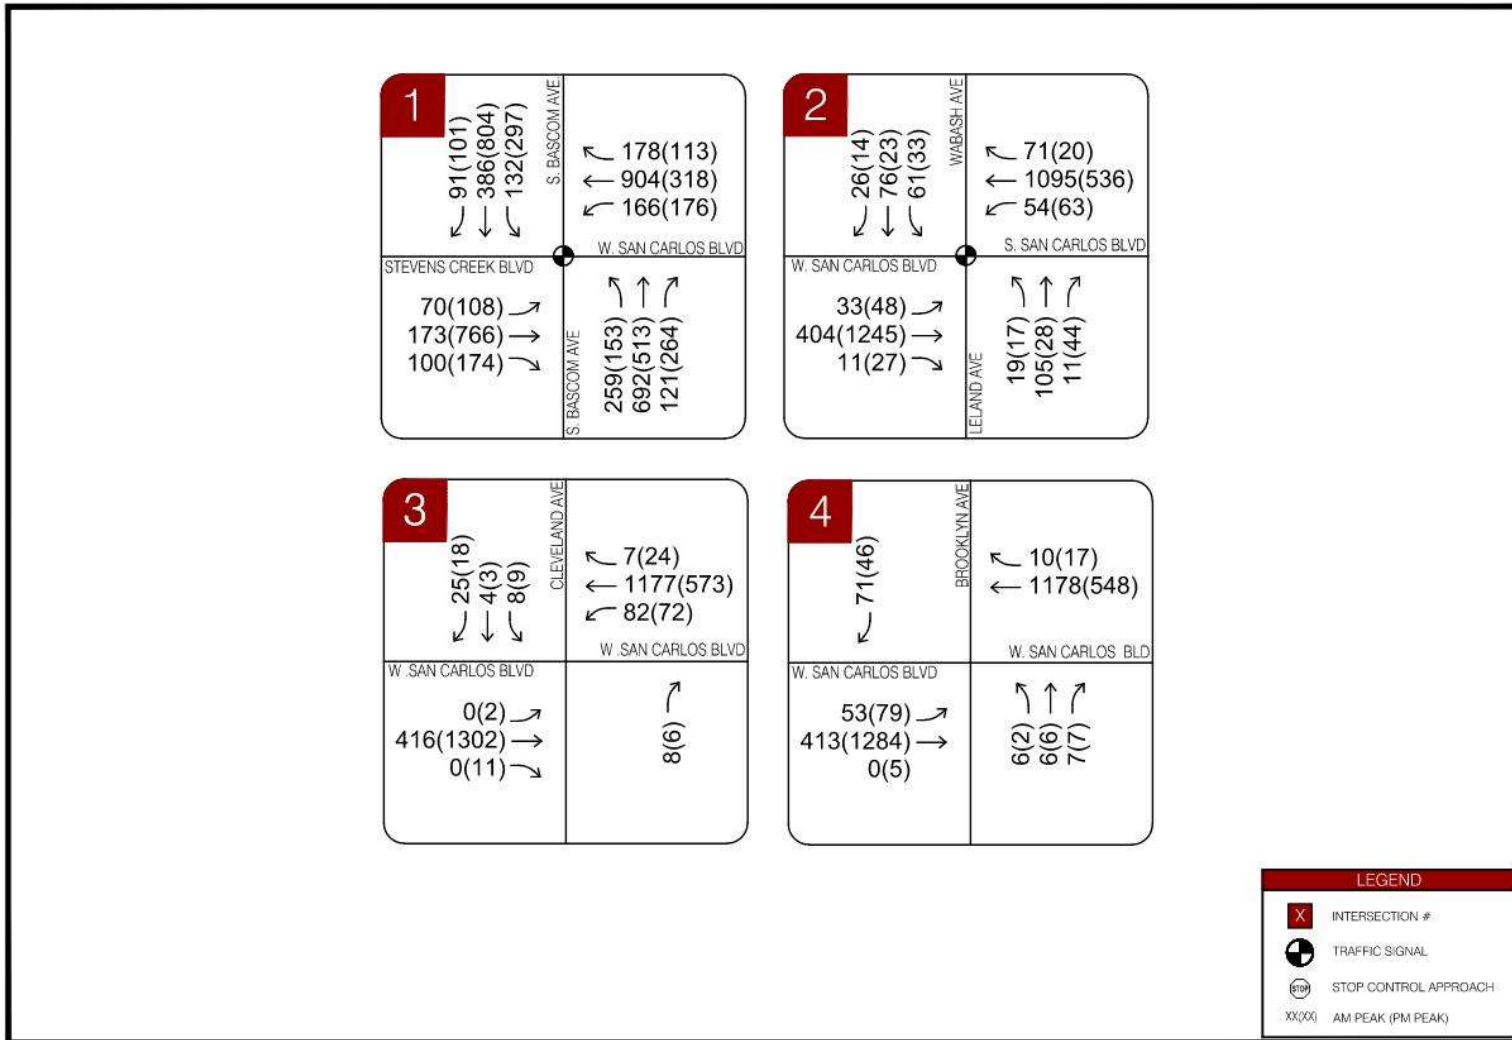 1
91(101)
386(804)
132(297)
S. BASCOM AVE.
178(113)
904(318)
166(176)
W. SAN CARLOS BLVD
STEVENS CREEK BLVD
70(108)
173(766)
100(174)
S. BASCOM AVE
259(153)
692(513)
121(264)
2
26(14)
76(23)
61(33)
WABASH AVE
71(20)
1095(536)
54(63)
S. SAN CARLOS BLVD
W. SAN CARLOS BLVD
33(48)
404(1245)
11(27)
LELAND AVE
19(17)
105(28)
11(44)
3
25(18)
4(3)
8(9)
CLEVELAND AVE
7(24)
1177(573)
82(72)
W .SAN CARLOS BLVD
W .SAN CARLOS BLVD
0(2)
416(1302)
0(11)
8(6)
4
71(46)
BROOKLYN AVE
10(17)
1178(548)
W. SAN CARLOS BLD
W. SAN CARLOS BLVD
53(79)
413(1284)
0(5)
6(2)
6(6)
7(7)
LEGEND
X INTERSECTION #
TRAFFIC SIGNAL
STOP STOP CONTROL APPROACH
XX(XX) AM PEAK (PM PEAK)